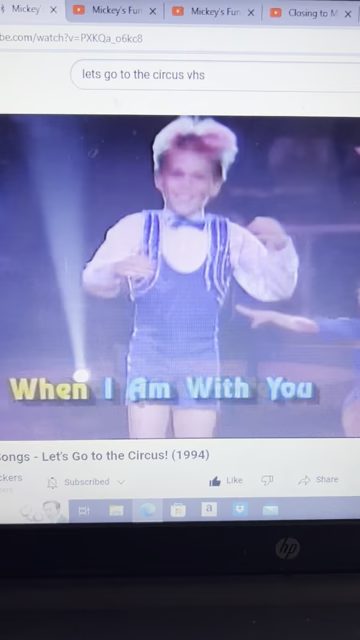 Mickey
Mickey's Fun
Mickey's Fun
Closing to M
be.com/watch?v=PXKQa_o6kc8
lets go to the circus vhs
When I Am With You
ongs - Let's Go to the Circus! (1994)
ckers
Subscribed
Like
Share
a
hp